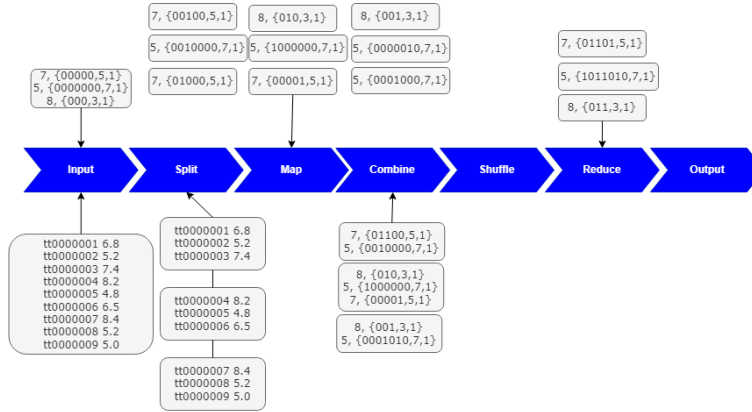 7, {00100,5,1}
8, {010,3,1}
8, {001,3,1}
5, {0010000,7,1}
5, {1000000,7,1}
5, {0000010,7,1}
7, {01000,5,1}
7, {00001,5,1}
5, {0001000,7,1}
7, {01101,5,1}
5, {1011010,7,1}
8, {011,3,1}
7, {00000,5,1}
5, {0000000,7,1}
8, {000,3,1}
Input
Split
Map
Combine
Shuffle
Reduce
Output
tt0000001 6.8
tt0000002 5.2
tt0000003 7.4
tt0000004 8.2
tt0000005 4.8
tt0000006 6.5
tt0000007 8.4
tt0000008 5.2
tt0000009 5.0
tt0000001 6.8
tt0000002 5.2
tt0000003 7.4
tt0000004 8.2
tt0000005 4.8
tt0000006 6.5
tt0000007 8.4
tt0000008 5.2
tt0000009 5.0
7, {01100,5,1}
5, {0010000,7,1}
8, {010,3,1}
5, {1000000,7,1}
7, {00001,5,1}
8, {001,3,1}
5, {0001010,7,1}